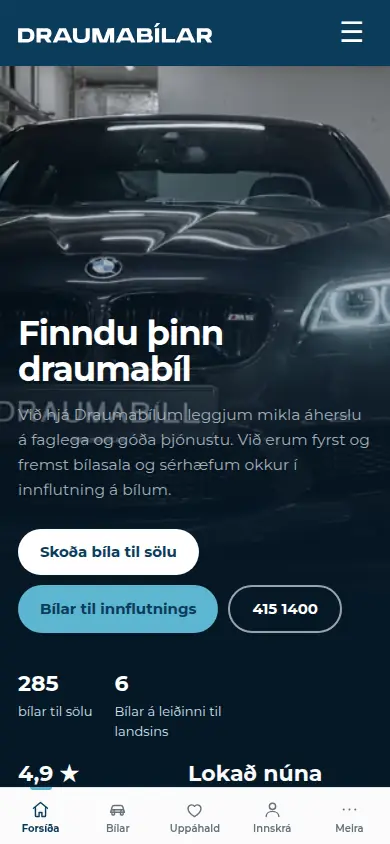 DRAUMABÍLAR
Finndu þinn
draumabíl
DRAUMABÍLL
Við hjá Draumabílum leggjum mikla áherslu
á faglega og góða þjónustu. Við erum fyrst og
fremst bílasala og sérhæfum okkur í
innflutning á bílum.
Skoða bíla til sölu
Bílar til innflutnings
415 1400
285
6
bílar til sölu
Bílar á leiðinni til
landsins
4,9 ★
Lokað núna
Forsíða
Bílar
Uppáhald
Innskrá
Meira